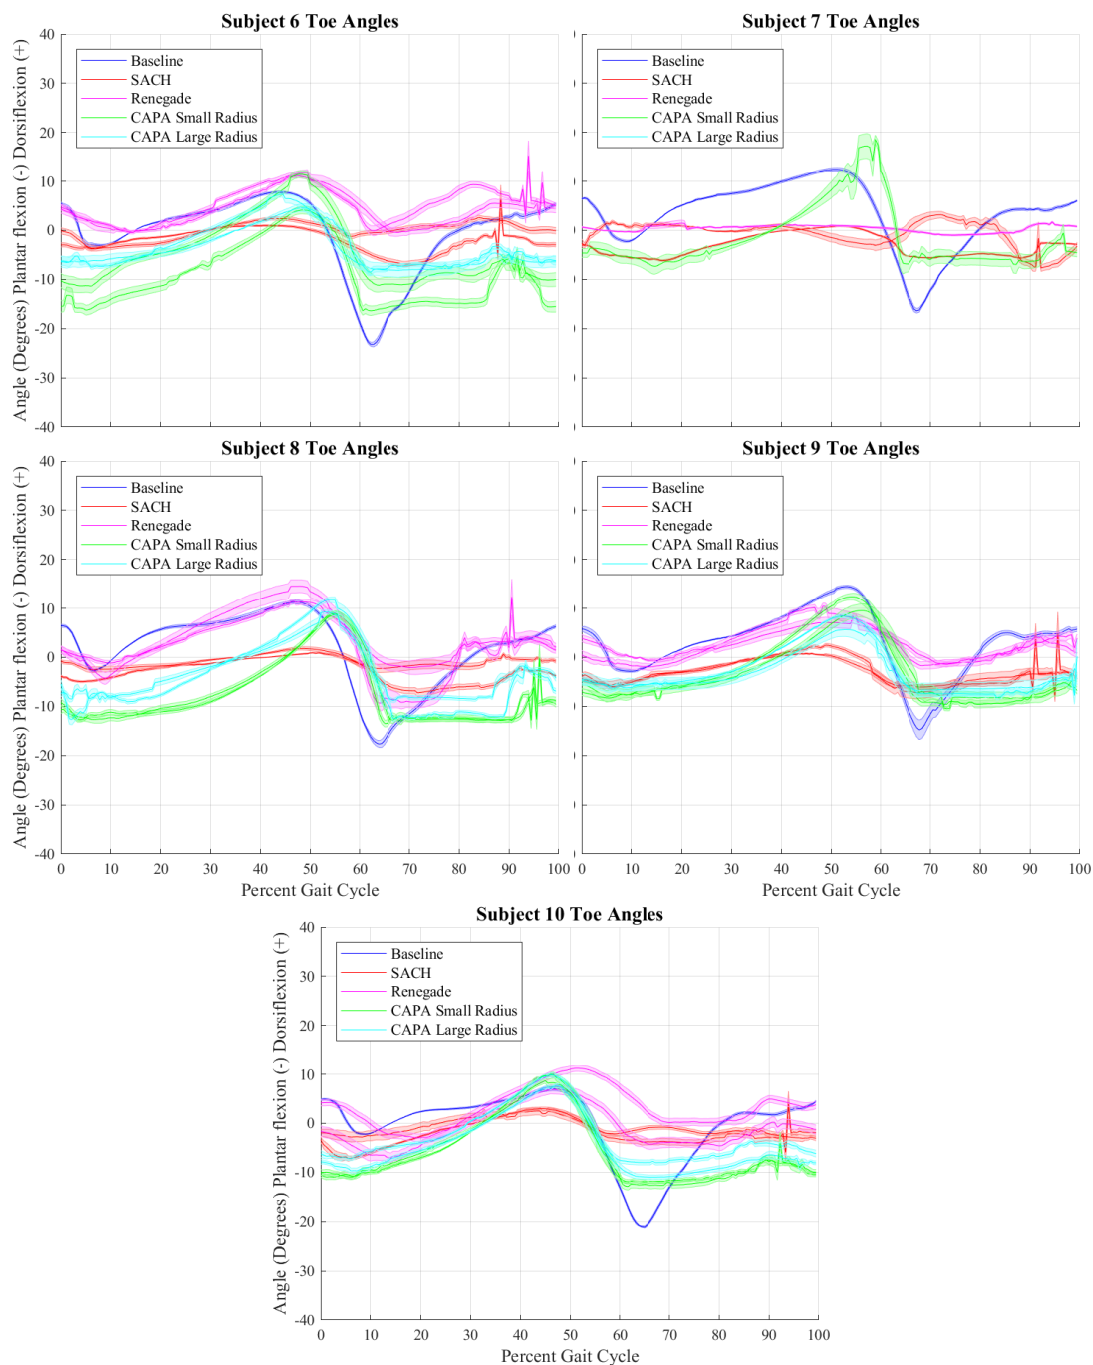 Subject 6 Toe Angles
Angle (Degrees) Plantar flexion (-) Dorsiflexion (+)
40
30
20
10
0
-10
-20
-30
-40
Baseline
SACH
Renegade
CAPA Small Radius
CAPA Large Radius
Subject 7 Toe Angles
Baseline
SACH
Renegade
CAPA Small Radius
CAPA Large Radius
Subject 8 Toe Angles
Angle (Degrees) Plantar flexion (-) Dorsiflexion (+)
40
30
20
10
0
-10
-20
-30
-40
Baseline
SACH
Renegade
CAPA Small Radius
CAPA Large Radius
0 10 20 30 40 50 60 70 80 90 100
Percent Gait Cycle
Subject 9 Toe Angles
Baseline
SACH
Renegade
CAPA Small Radius
CAPA Large Radius
0 10 20 30 40 50 60 70 80 90 100
Percent Gait Cycle
Subject 10 Toe Angles
Angle (Degrees) Plantar flexion (-) Dorsiflexion (+)
40
30
20
10
0
-10
-20
-30
-40
Baseline
SACH
Renegade
CAPA Small Radius
CAPA Large Radius
0 10 20 30 40 50 60 70 80 90 100
Percent Gait Cycle